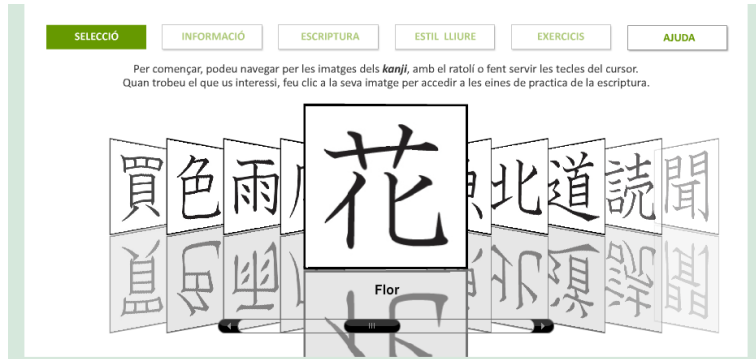 SELECCIÓ INFORMACIÓ ESCRIPTURA ESTIL LLIURE EXERCICIS AJUDA
Per començar, podeu navegar per les imatges dels kanji, amb el ratolí o fent servir les tecles del cursor.
Quan trobeu el que us interessi, feu clic a la seva imatge per accedir a les eines de practica de la escriptura.
買 色 雨 花 北 道 読 聞
Flor